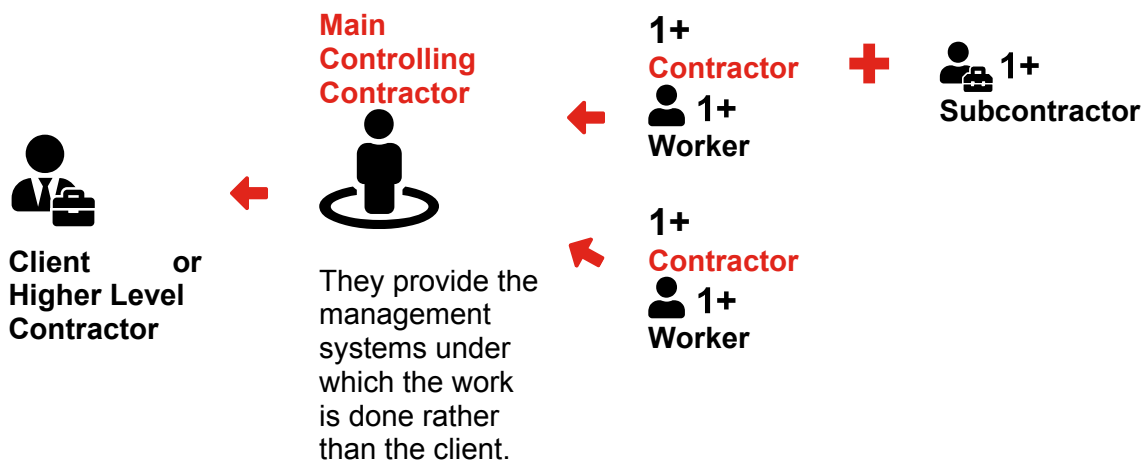 Client or
Higher Level
Contractor
Main
Controlling
Contractor
They provide the
management
systems under
which the work
is done rather
than the client.
1+
Contractor
1+
Worker
1+
Subcontractor
1+
Contractor
1+
Worker